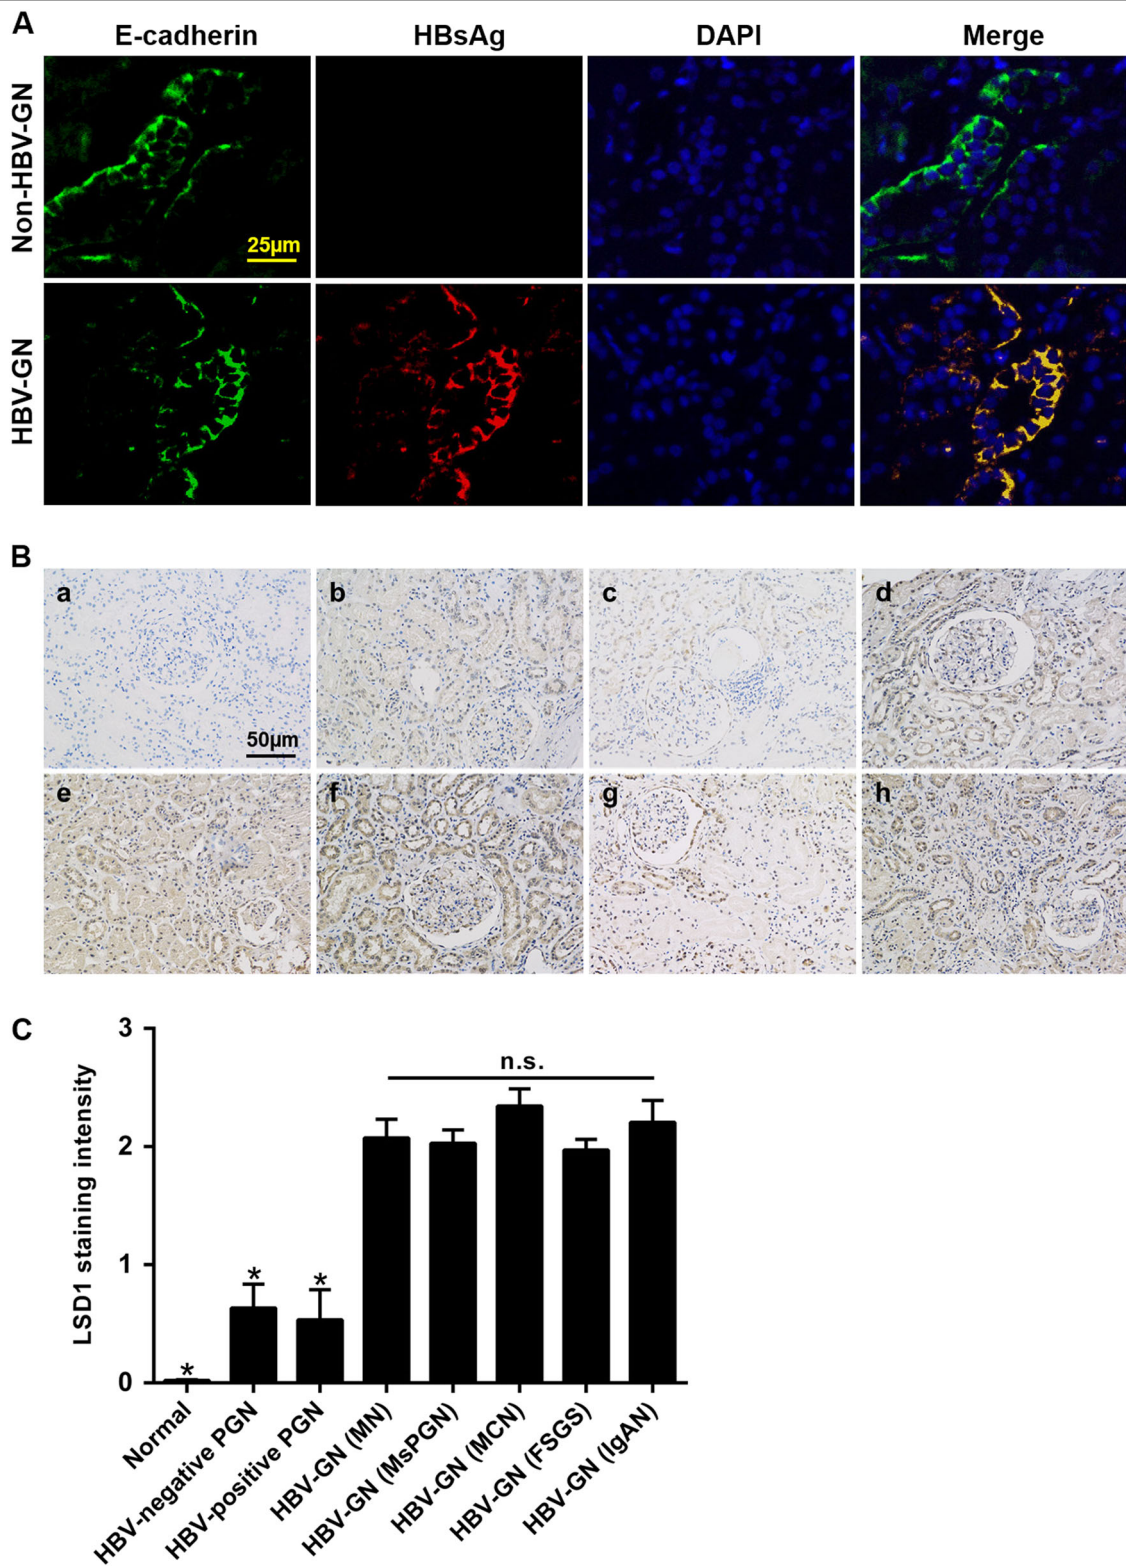 A
E-cadherin HBsAg DAPI Merge
Non-HBV-GN
25μm
HBV-GN
B
a b c d
50μm
e f g h
C
LSD1 staining intensity
3
2
1
0
n.s.
* * *
Normal
HBV-negative PGN
HBV-positive PGN
HBV-GN (MN)
HBV-GN (MsPGN)
HBV-GN (MCN)
HBV-GN (FSGS)
HBV-GN (IgAN)